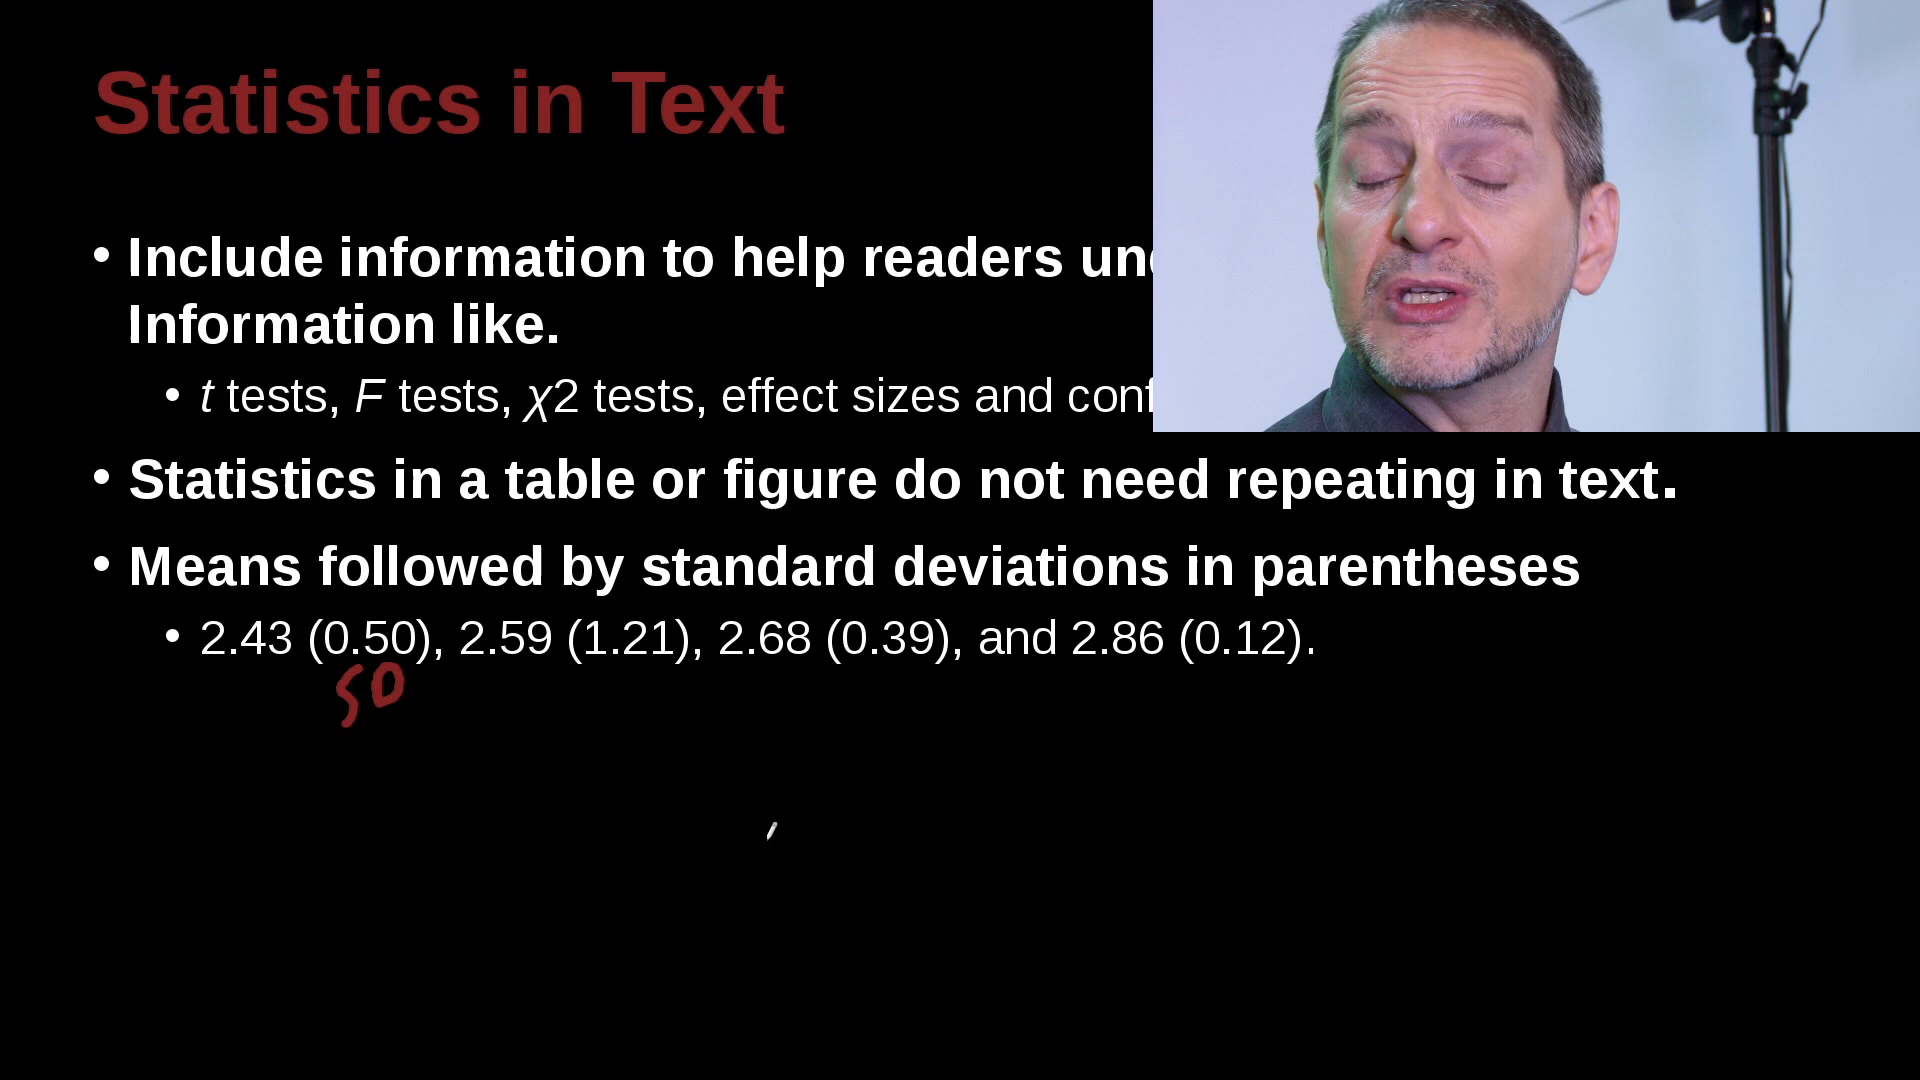 Statistics in Text
• Include information to help readers
Information like.
• t tests, F tests, χ2 tests, effect sizes and
• Statistics in a table or figure do not need repeating in text.
• Means followed by standard deviations in parentheses
• 2.43 (0.50), 2.59 (1.21), 2.68 (0.39), and 2.86 (0.12).
SD